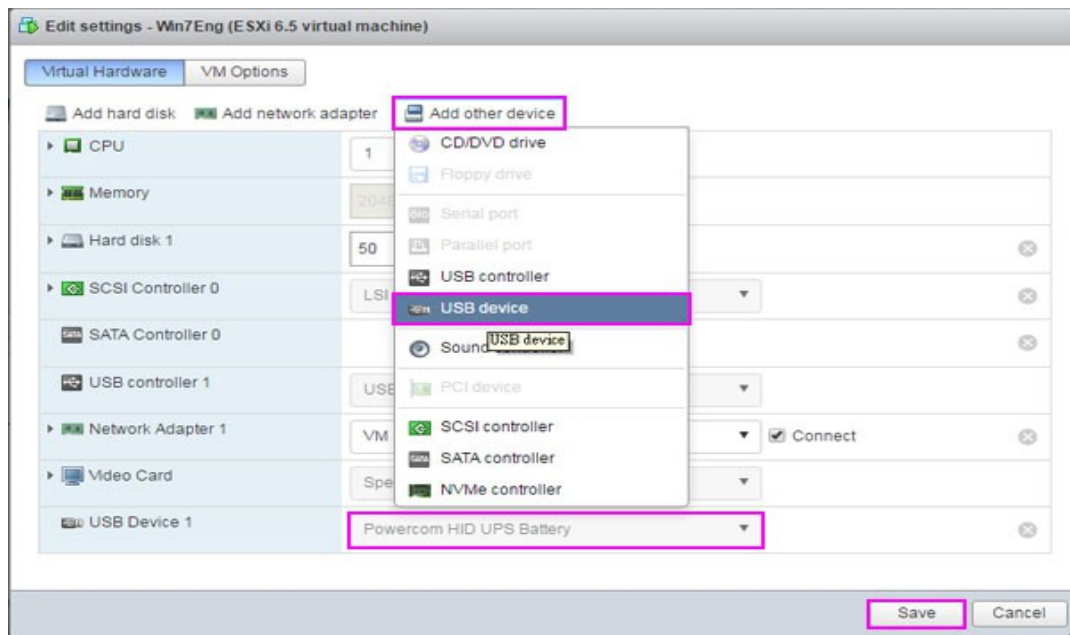 Edit settings - Win7Eng (ESXi 6.5 virtual machine)
Virtual Hardware VM Options
Add hard disk Add network adapter Add other device
CPU 1
CD/DVD drive
Floppy drive
Memory 2048
Serial port
Hard disk 1 50
Parallel port
USB controller
SCSI Controller 0 LSI
USB device
USB device
SATA Controller 0
Sound
USB controller 1 USB
PCI device
Network Adapter 1 VM
SCSI controller
Connect
SATA controller
Video Card Spe
NVMe controller
USB Device 1 Powercom HID UPS Battery
Save Cancel